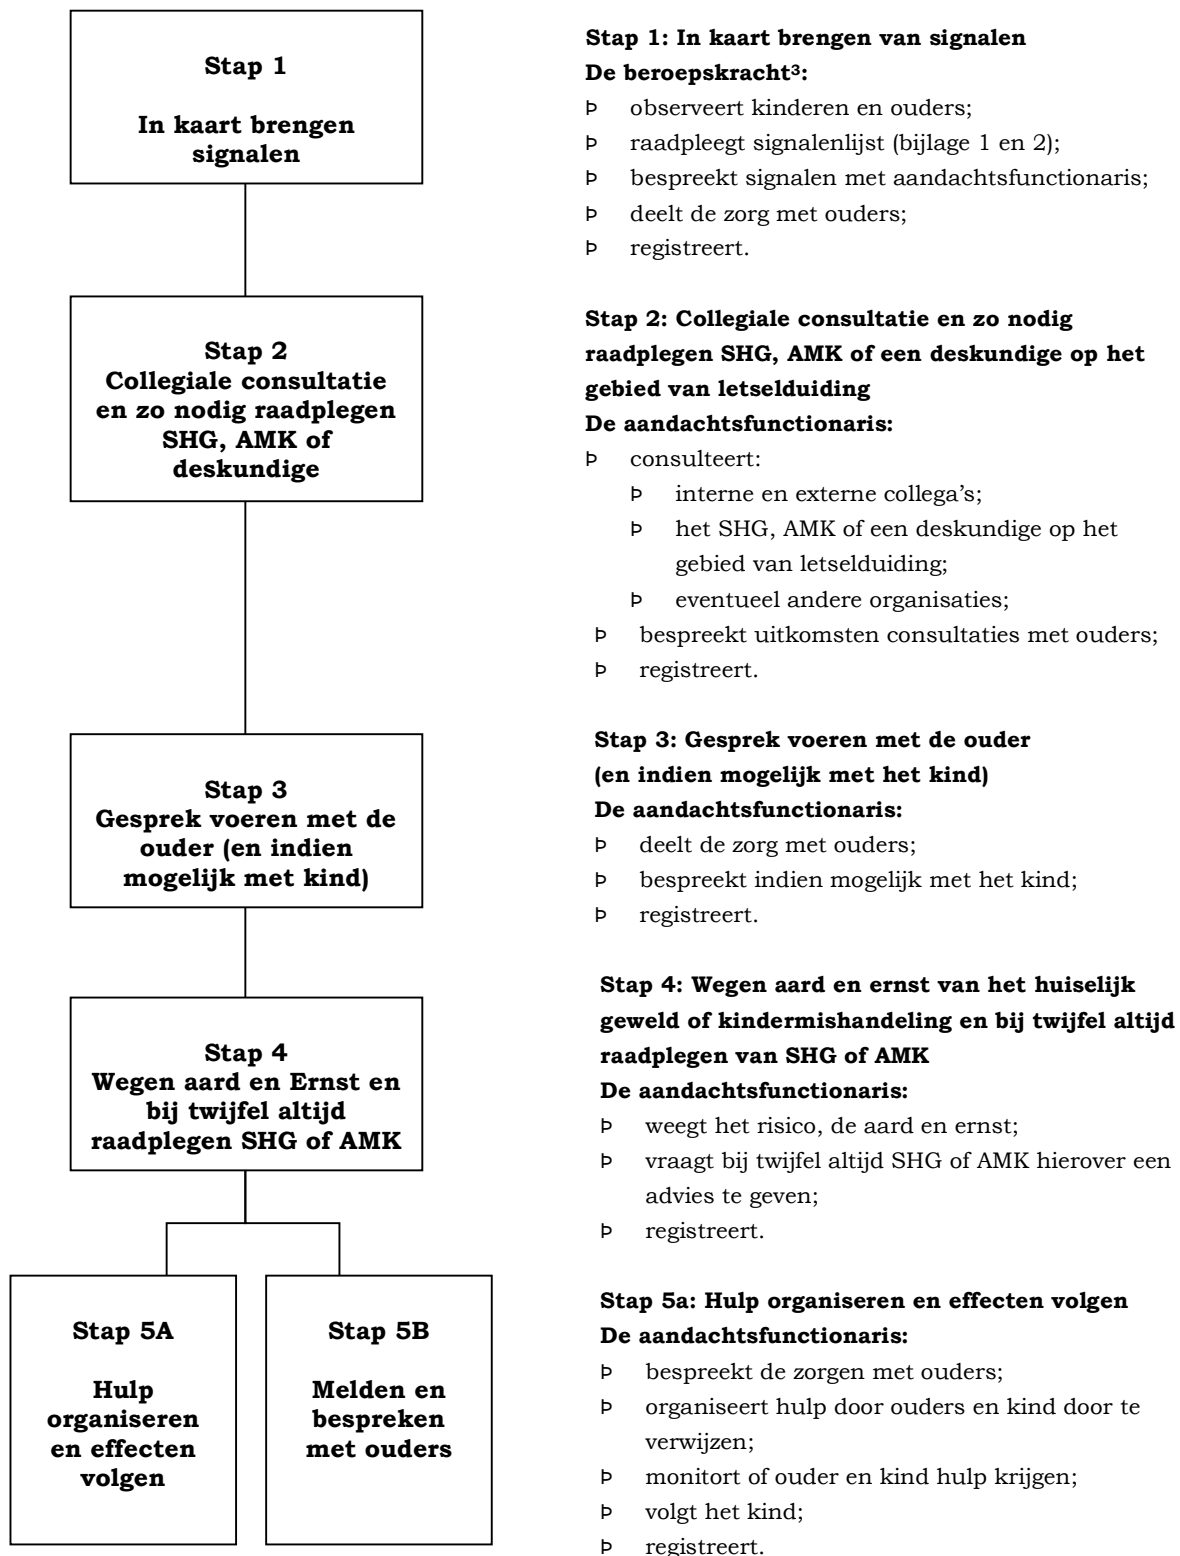 Stap 1
In kaart brengen
signalen
Stap 2
Collegiale consultatie
en zo nodig raadplegen
SHG, AMK of
deskundige
Stap 3
Gesprek voeren met de
ouder (en indien
mogelijk met kind)
Stap 4
Wegen aard en Ernst en
bij twijfel altijd
raadplegen SHG of AMK
Stap 5A
Hulp
organiseren
en effecten
volgen
Stap 5B
Melden en
bespreken
met ouders
Stap 1: In kaart brengen van signalen
De beroepskracht³:
Þ observeert kinderen en ouders;
Þ raadpleegt signalenlijst (bijlage 1 en 2);
Þ bespreekt signalen met aandachtsfunctionaris;
Þ deelt de zorg met ouders;
Þ registreert.
Stap 2: Collegiale consultatie en zo nodig
raadplegen SHG, AMK of een deskundige op het
gebied van letselduiding
De aandachtsfunctionaris:
Þ consulteert:
Þ interne en externe collega’s;
Þ het SHG, AMK of een deskundige op het
gebied van letselduiding;
Þ eventueel andere organisaties;
Þ bespreekt uitkomsten consultaties met ouders;
Þ registreert.
Stap 3: Gesprek voeren met de ouder
(en indien mogelijk met het kind)
De aandachtsfunctionaris:
Þ deelt de zorg met ouders;
Þ bespreekt indien mogelijk met het kind;
Þ registreert.
Stap 4: Wegen aard en ernst van het huiselijk
geweld of kindermishandeling en bij twijfel altijd
raadplegen van SHG of AMK
De aandachtsfunctionaris:
Þ weegt het risico, de aard en ernst;
Þ vraagt bij twijfel altijd SHG of AMK hierover een
advies te geven;
Þ registreert.
Stap 5a: Hulp organiseren en effecten volgen
De aandachtsfunctionaris:
Þ bespreekt de zorgen met ouders;
Þ organiseert hulp door ouders en kind door te
verwijzen;
Þ monitort of ouder en kind hulp krijgen;
Þ volgt het kind;
Þ registreert.